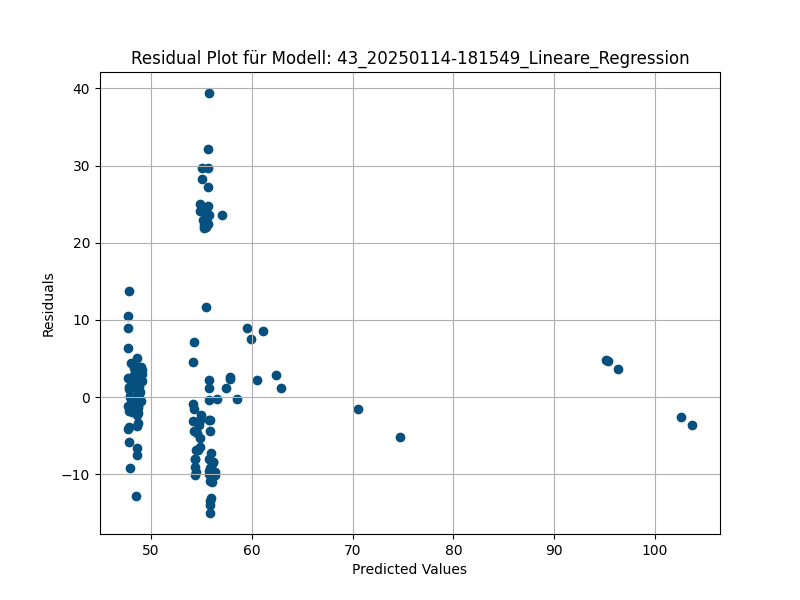 Residual Plot für Modell: 43_20250114-181549_Lineare_Regression
40
30
20
10
0
−10
Residuals
50 60 70 80 90 100
Predicted Values